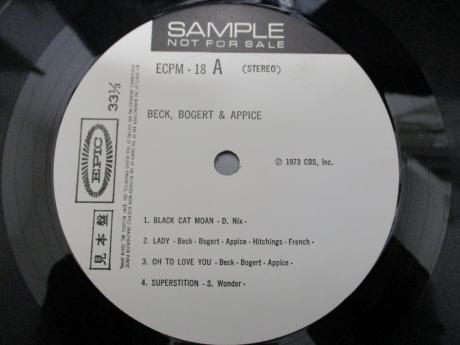 SAMPLE
NOT FOR SALE
ECPM - 18 A (STEREO)
33⅓
BECK, BOGERT & APPICE
EPIC
℗ 1973 CBS, Inc.
見本盤
1. BLACK CAT MOAN - D. Nix -
2. LADY - Beck - Bogert - Appice - Hitchings - French -
3. OH TO LOVE YOU - Beck - Bogert - Appice -
4. SUPERSTITION - S. Wonder -